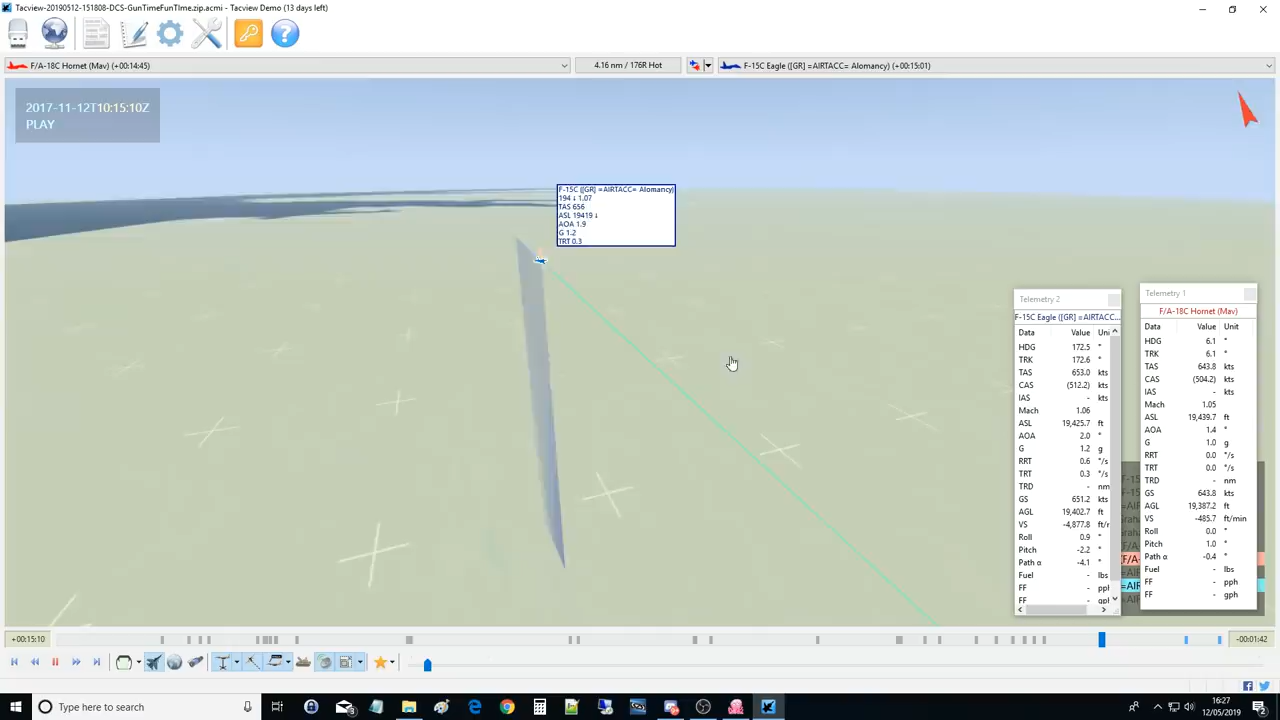 Tacview-20190512-151808-DCS-GunTimeFunTIme.zip.acmi - Tacview Demo (13 days left)
F/A-18C Hornet (Mav) (+00:14:45)
4.16 nm / 176R Hot
F-15C Eagle ([GR] =AIRTACC= Alomancy) (+00:15:01)
2017-11-12T10:15:10Z
PLAY
F-15C ([GR] =AIRTACC= Alomancy)
194 ↓ 1.07
TAS 656
ASL 19419 ↓
AOA 1.9
G 1.2
TRT 0.3
Telemetry 2
F-15C Eagle ([GR] =AIRTACC...
Data Value Uni
HDG 172.5 °
TRK 172.6 °
TAS 653.0 kts
CAS (512.2) kts
IAS - kts
Mach 1.06
ASL 19,425.7 ft
AOA 2.0 °
G 1.2 g
RRT 0.6 °/s
TRT 0.3 °/s
TRD - nm
GS 651.2 kts
AGL 19,402.7 ft
VS -4,877.8 ft/r
Roll 0.9 °
Pitch -2.2 °
Path α -4.1 °
Fuel - lbs
FF - pph
FF - gph
Telemetry 1
F/A-18C Hornet (Mav)
Data Value Unit
HDG 6.1 °
TRK 6.1 °
TAS 643.8 kts
CAS (504.2) kts
IAS - kts
Mach 1.05
ASL 19,439.7 ft
AOA 1.4 °
G 1.0 g
RRT 0.0 °/s
TRT 0.0 °/s
TRD - nm
GS 643.8 kts
AGL 19,387.2 ft
VS -485.7 ft/min
Roll 0.0 °
Pitch 1.0 °
Path α -0.4 °
Fuel - lbs
FF - pph
FF - gph
+00:15:10
-00:01:42
Type here to search
16:27
12/05/2019